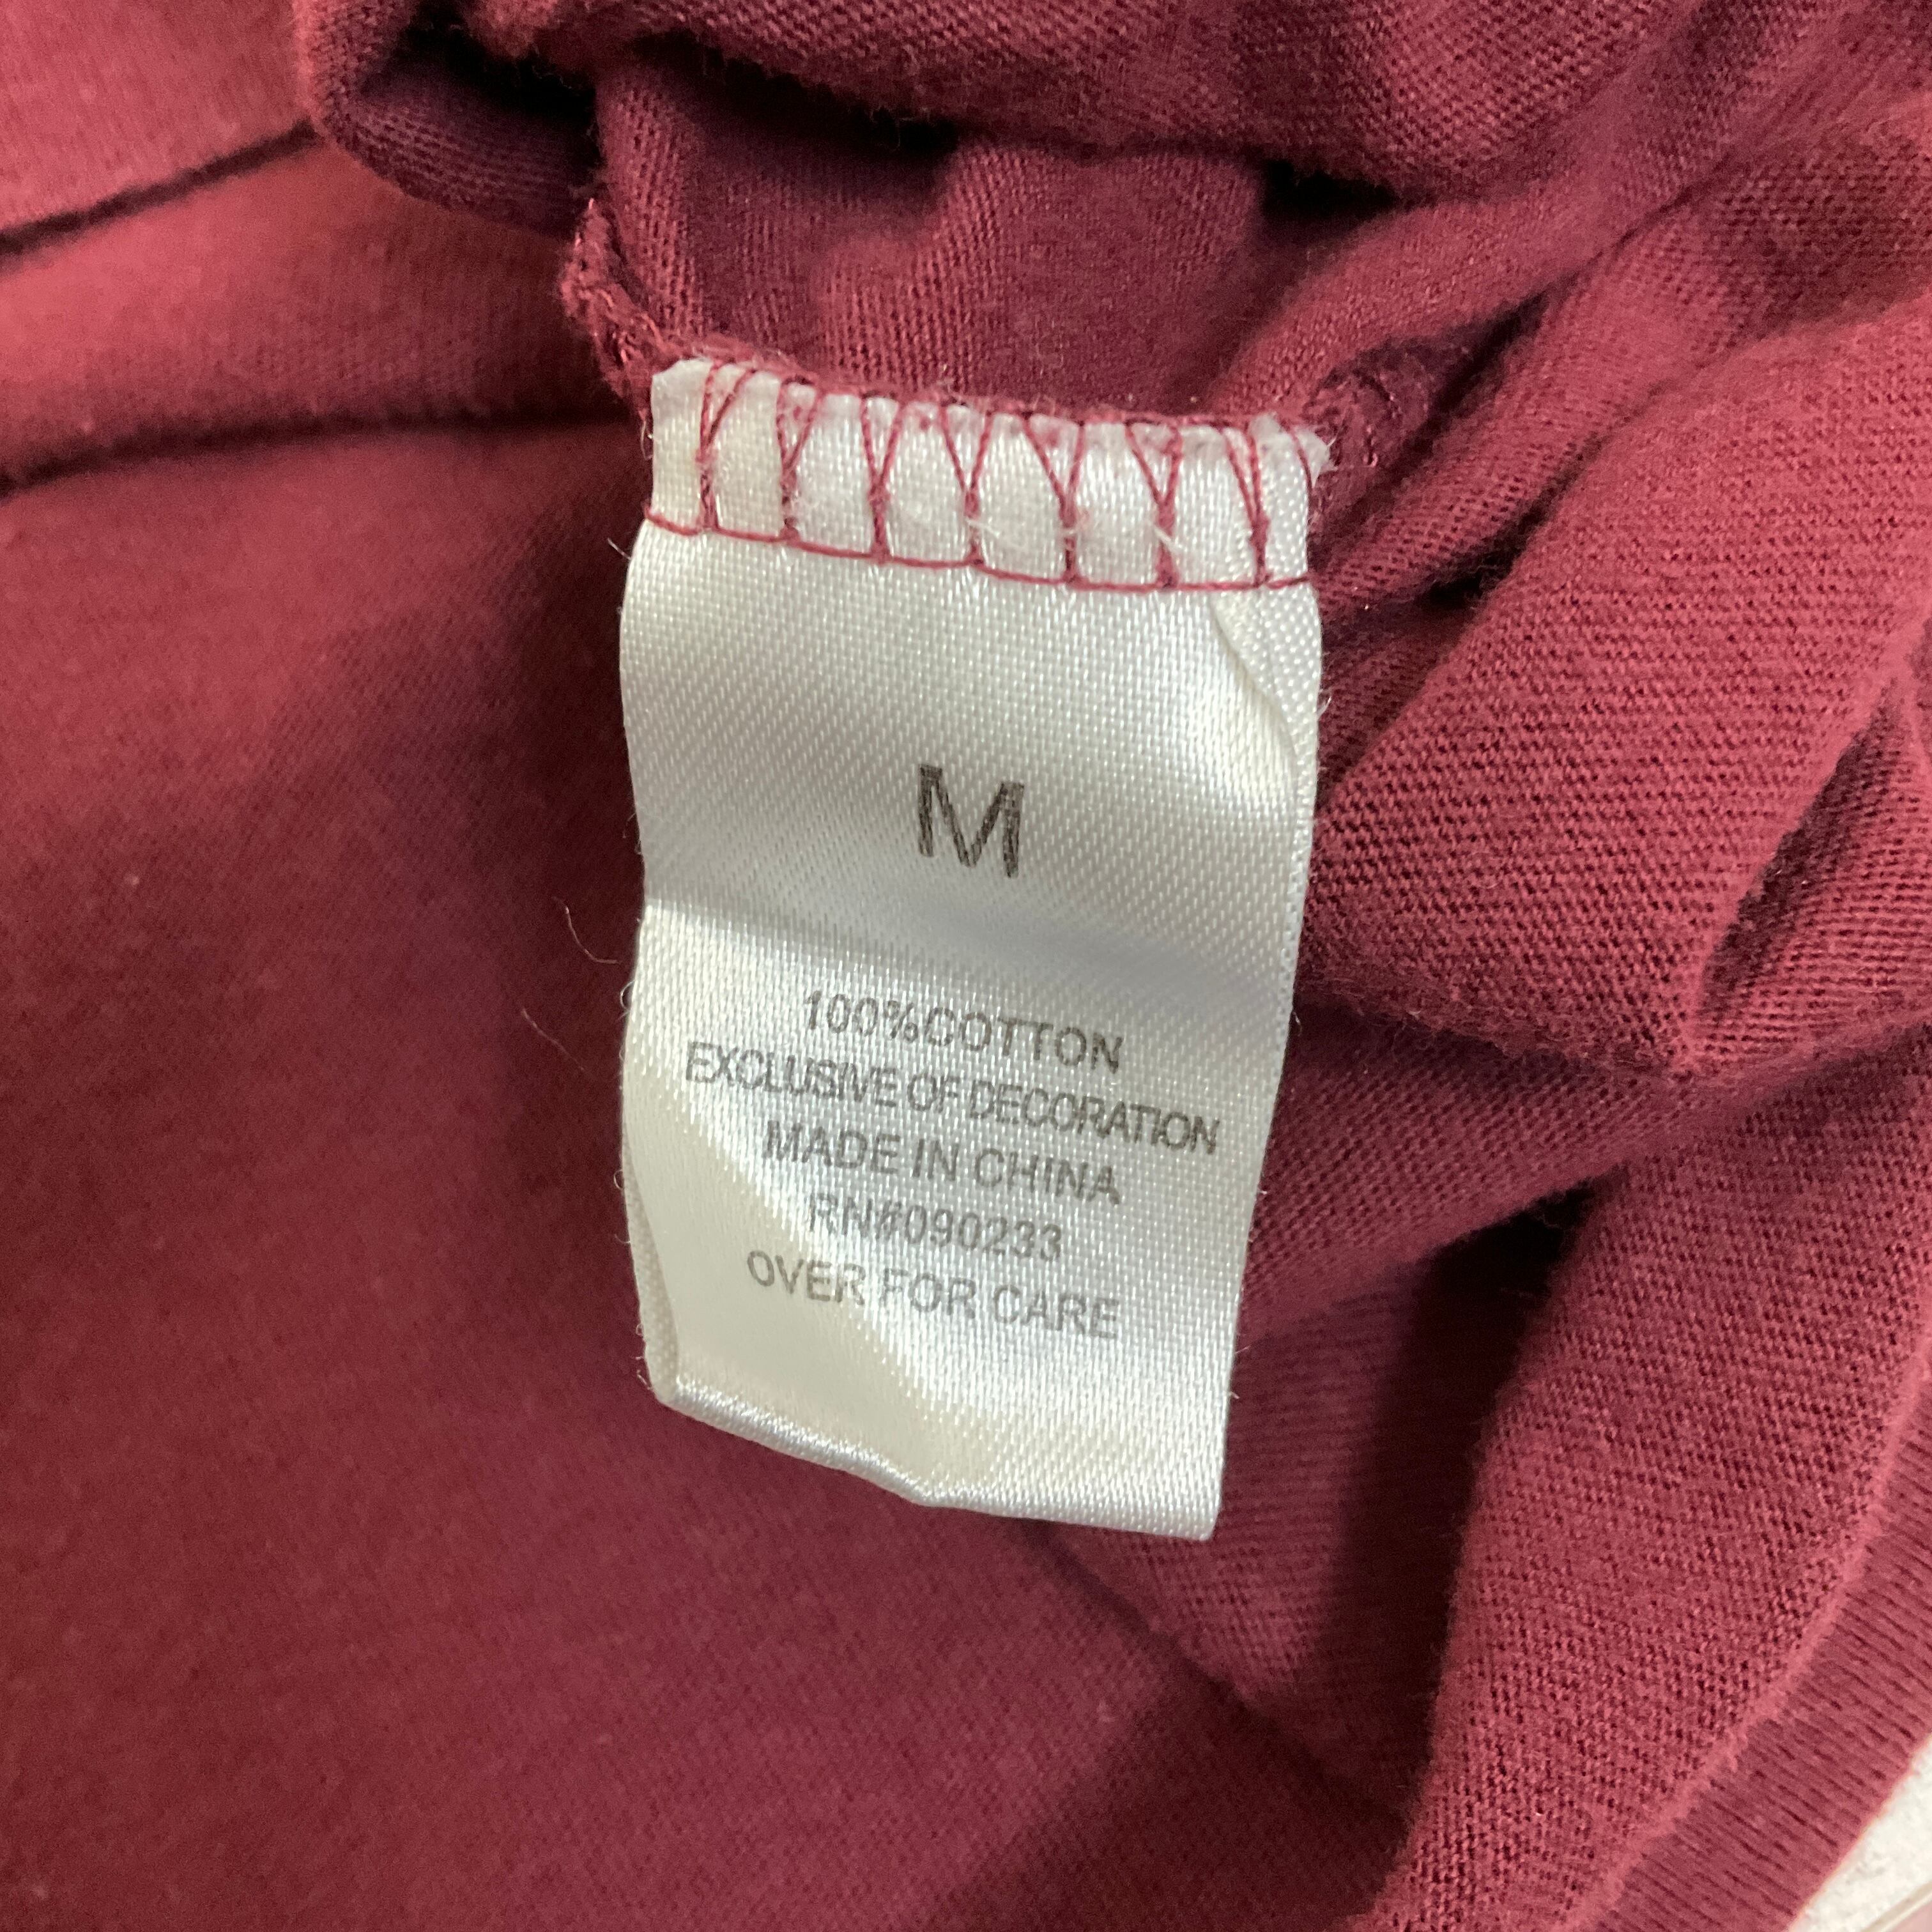 M
100%COTTON
EXCLUSIVE OF DECORATION
MADE IN CHINA
RN#090233
OVER FOR CARE